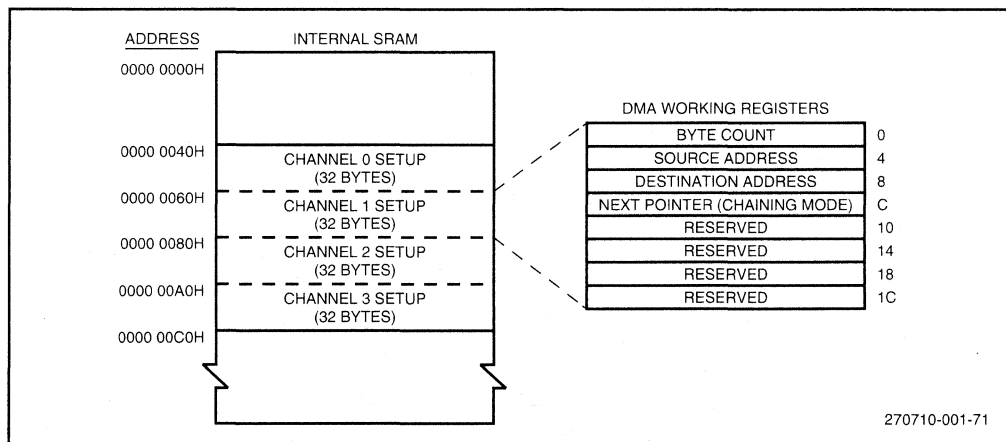 ADDRESS
INTERNAL SRAM
0000 0000H
0000 0040H
CHANNEL 0 SETUP
(32 BYTES)
0000 0060H
CHANNEL 1 SETUP
(32 BYTES)
0000 0080H
CHANNEL 2 SETUP
(32 BYTES)
0000 00A0H
CHANNEL 3 SETUP
(32 BYTES)
0000 00C0H
DMA WORKING REGISTERS
BYTE COUNT 0
SOURCE ADDRESS 4
DESTINATION ADDRESS 8
NEXT POINTER (CHAINING MODE) C
RESERVED 10
RESERVED 14
RESERVED 18
RESERVED 1C
270710-001-71